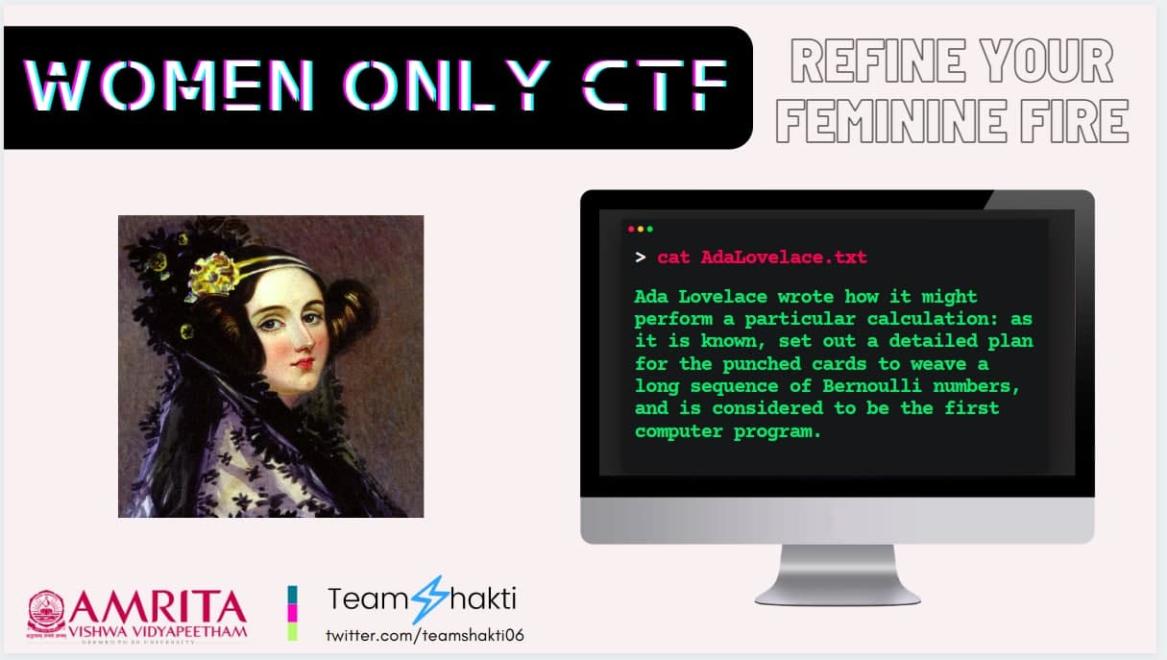 WOMEN ONLY CTF
REFINE YOUR
FEMININE FIRE
> cat AdaLovelace.txt
Ada Lovelace wrote how it might
perform a particular calculation: as
it is known, set out a detailed plan
for the punched cards to weave a
long sequence of Bernoulli numbers,
and is considered to be the first
computer program.
AMRITA
VISHWA VIDYAPEETHAM
Team Shakti
twitter.com/teamshakti06